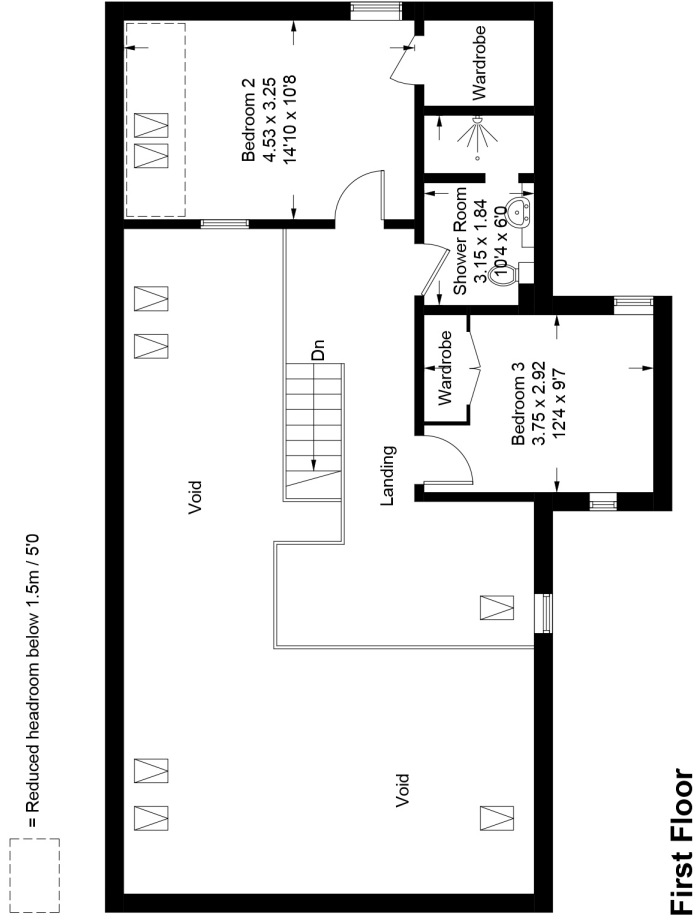 = Reduced headroom below 1.5m / 5'0
Bedroom 2
4.53 x 3.25
14'10 x 10'8
Wardrobe
Shower Room
3.15 x 1.84
10'4 x 6'0
Dn
Void
Landing
Wardrobe
Bedroom 3
3.75 x 2.92
12'4 x 9'7
Void
First Floor